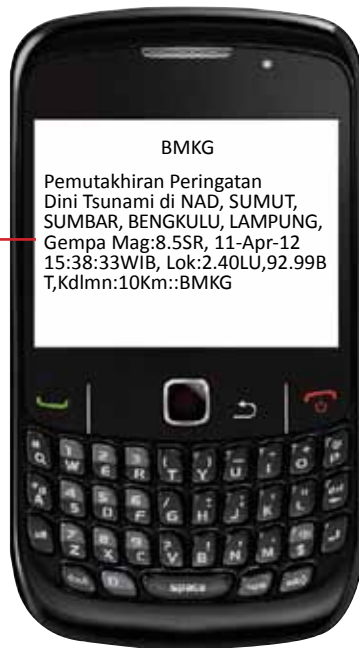 BMKG
Pemutakhiran Peringatan
Dini Tsunami di NAD, SUMUT,
SUMBAR, BENGKULU, LAMPUNG,
Gempa Mag:8.5SR, 11-Apr-12
15:38:33WIB, Lok:2.40LU,92.99B
T,Kdlmn:10Km::BMKG
Q W E R T Y U I O P
A S D F G H J K L
Z X C V B N M $
space